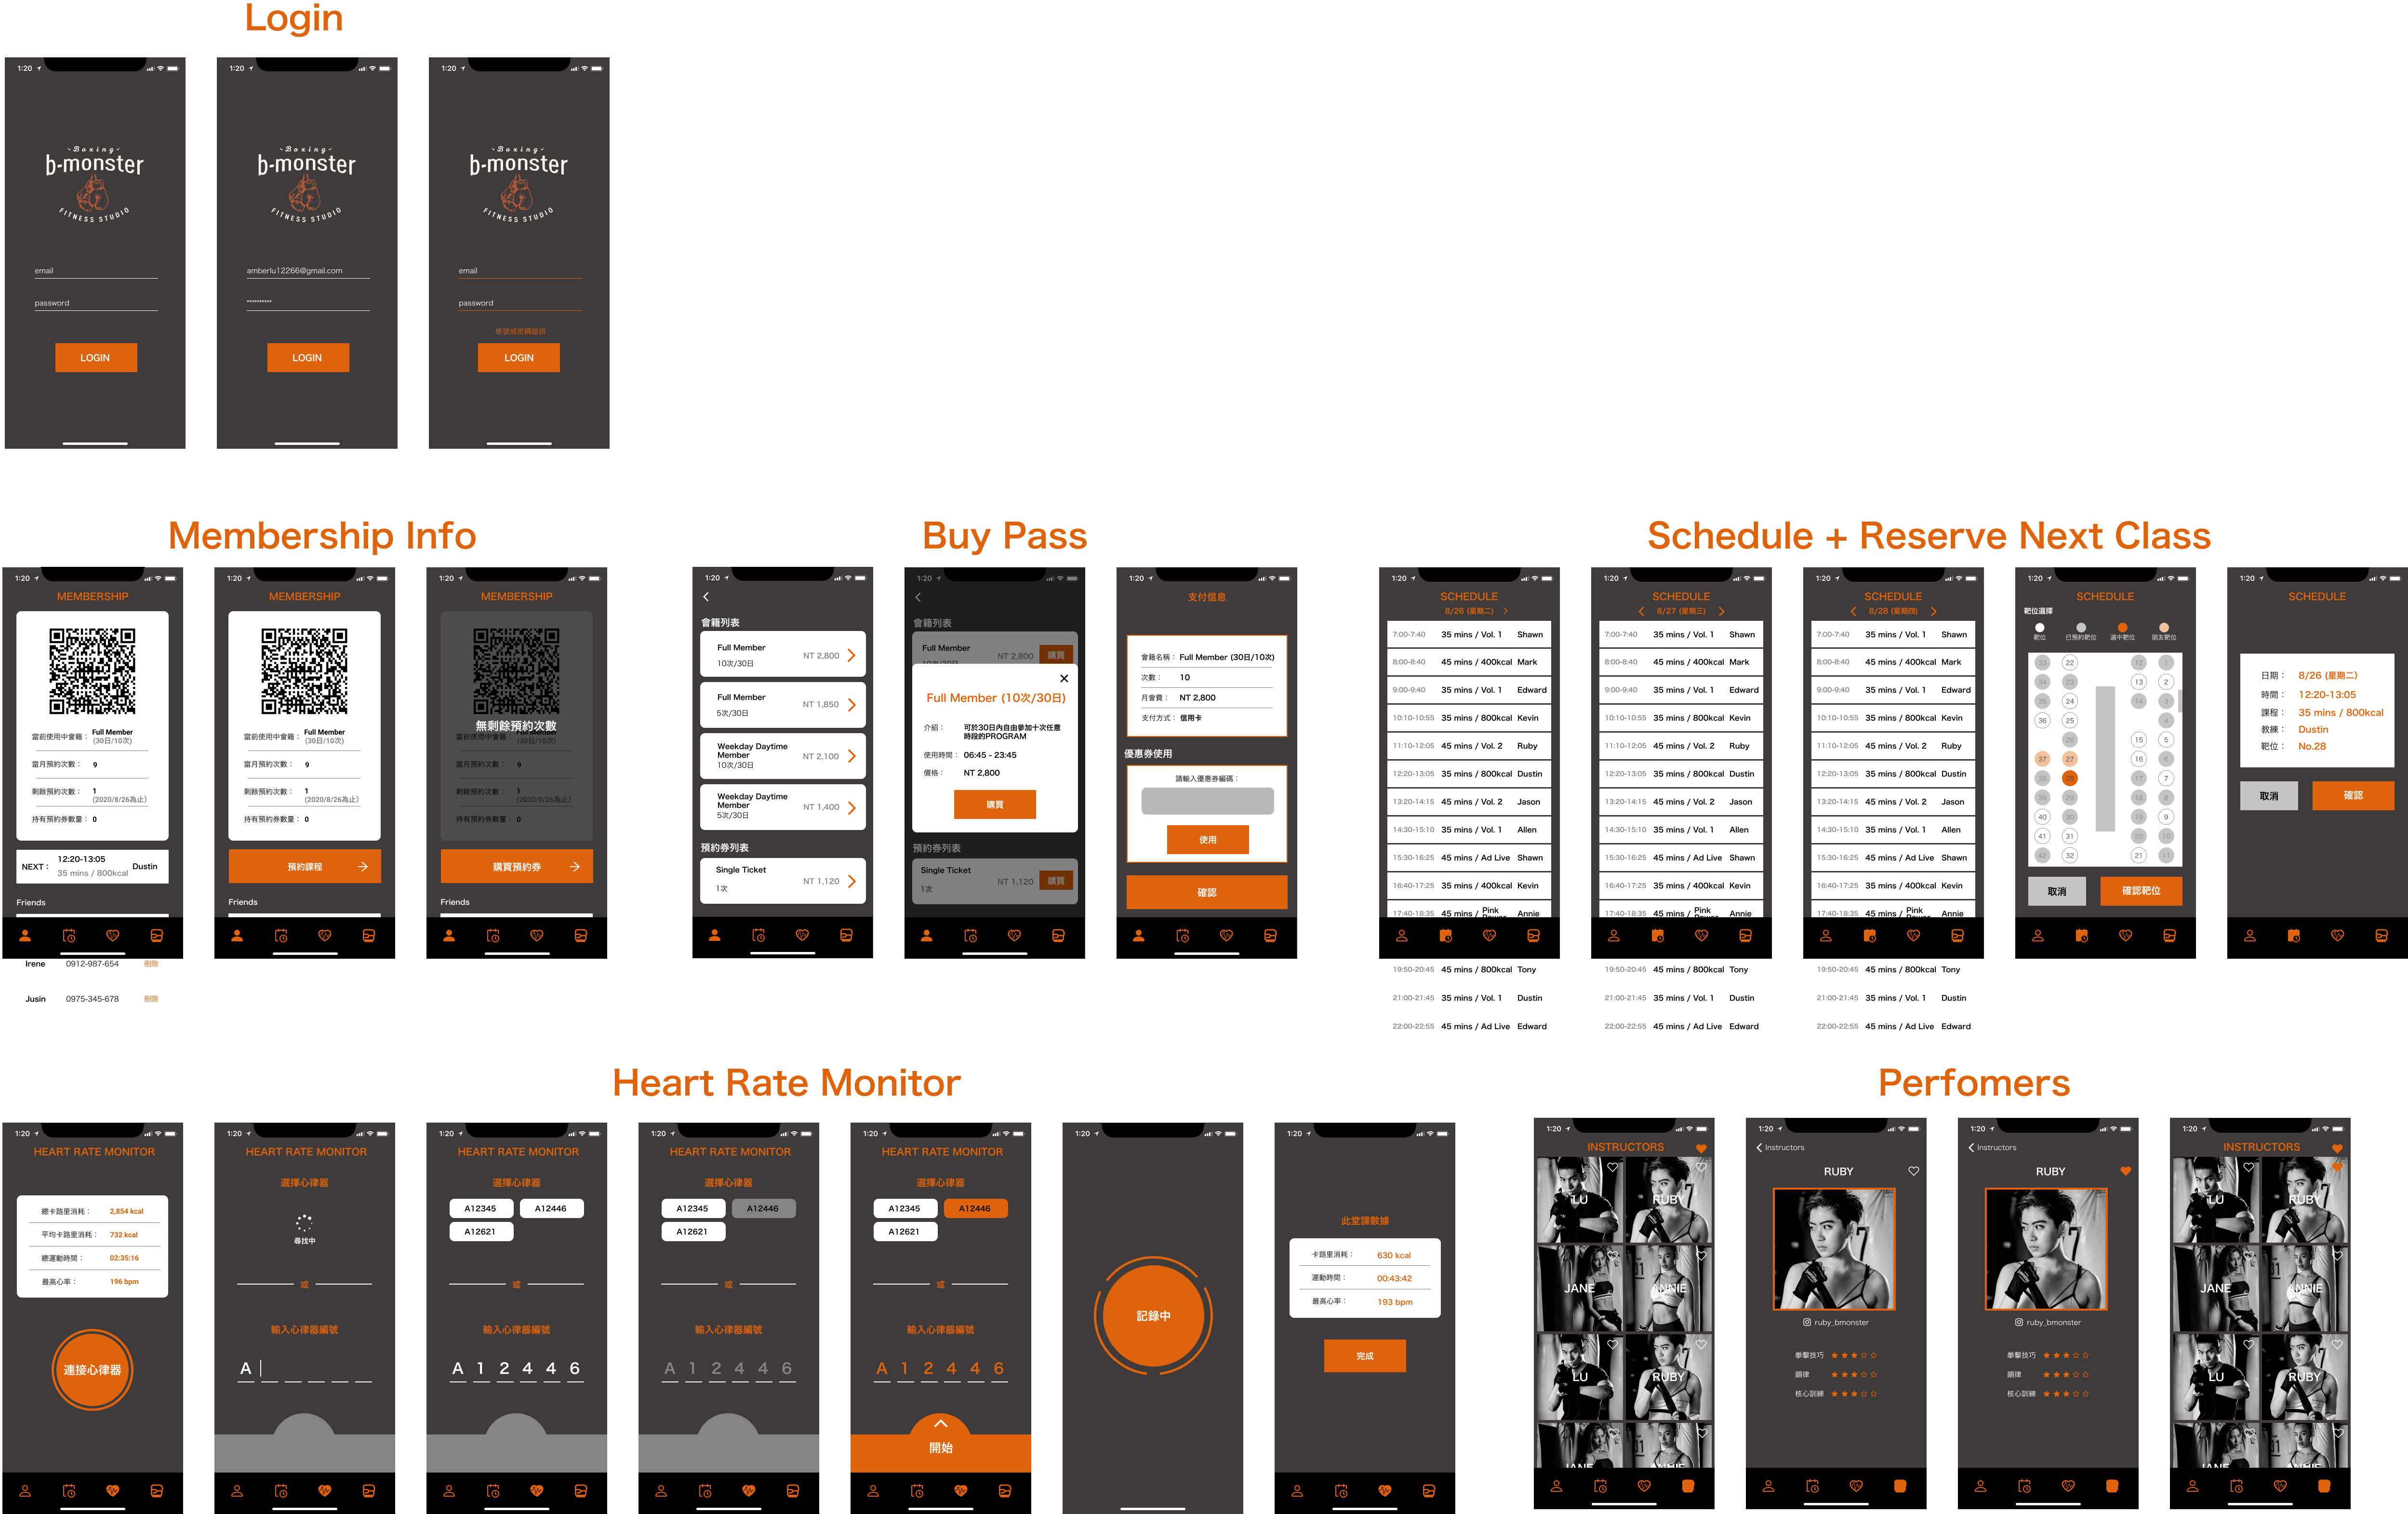 Login
1:20
- Boxing -
b-monster
FITNESS STUDIO
email
password
LOGIN
1:20
- Boxing -
b-monster
FITNESS STUDIO
amberlu12266@gmail.com
**********
LOGIN
1:20
- Boxing -
b-monster
FITNESS STUDIO
email
password
帳號或密碼錯誤
LOGIN
Membership Info
1:20
MEMBERSHIP
當前使用中會籍： Full Member
(30日/10次)
當月預約次數： 9
剩餘預約次數： 1
(2020/8/26為止)
持有預約券數量： 0
NEXT： 12:20-13:05 Dustin
35 mins / 800kcal
Friends
Irene 0912-987-654 刪除
Jusin 0975-345-678 刪除
1:20
MEMBERSHIP
當前使用中會籍： Full Member
(30日/10次)
當月預約次數： 9
剩餘預約次數： 1
(2020/8/26為止)
持有預約券數量： 0
預約課程
Friends
1:20
MEMBERSHIP
無剩餘預約次數
當前使用中會籍： Full Member
(30日/10次)
當月預約次數： 9
剩餘預約次數： 1
(2020/8/26為止)
持有預約券數量： 0
購買預約券
Friends
Buy Pass
1:20
會籍列表
Full Member
10次/30日
NT 2,800
Full Member
5次/30日
NT 1,850
Weekday Daytime
Member
10次/30日
NT 2,100
Weekday Daytime
Member
5次/30日
NT 1,400
預約券列表
Single Ticket
1次
NT 1,120
1:20
會籍列表
Full Member
10次/30日
NT 2,800 購買
Full Member (10次/30日)
介紹： 可於30日內自由參加十次任意
時段的PROGRAM
使用時間： 06:45 - 23:45
價格： NT 2,800
購買
預約券列表
Single Ticket
1次
NT 1,120 購買
1:20
支付信息
會籍名稱： Full Member (30日/10次)
次數： 10
月會費： NT 2,800
支付方式： 信用卡
優惠券使用
請輸入優惠券編碼：
使用
確認
Schedule + Reserve Next Class
1:20
SCHEDULE
8/26 (星期二) >
7:00-7:40 35 mins / Vol. 1 Shawn
8:00-8:40 45 mins / 400kcal Mark
9:00-9:40 35 mins / Vol. 1 Edward
10:10-10:55 35 mins / 800kcal Kevin
11:10-12:05 45 mins / Vol. 2 Ruby
12:20-13:05 35 mins / 800kcal Dustin
13:20-14:15 45 mins / Vol. 2 Jason
14:30-15:10 35 mins / Vol. 1 Allen
15:30-16:25 45 mins / Ad Live Shawn
16:40-17:25 35 mins / 400kcal Kevin
17:40-18:35 45 mins / Pink Power Annie
19:50-20:45 45 mins / 800kcal Tony
21:00-21:45 35 mins / Vol. 1 Dustin
22:00-22:55 45 mins / Ad Live Edward
1:20
SCHEDULE
< 8/27 (星期三) >
7:00-7:40 35 mins / Vol. 1 Shawn
8:00-8:40 45 mins / 400kcal Mark
9:00-9:40 35 mins / Vol. 1 Edward
10:10-10:55 35 mins / 800kcal Kevin
11:10-12:05 45 mins / Vol. 2 Ruby
12:20-13:05 35 mins / 800kcal Dustin
13:20-14:15 45 mins / Vol. 2 Jason
14:30-15:10 35 mins / Vol. 1 Allen
15:30-16:25 45 mins / Ad Live Shawn
16:40-17:25 35 mins / 400kcal Kevin
17:40-18:35 45 mins / Pink Power Annie
19:50-20:45 45 mins / 800kcal Tony
21:00-21:45 35 mins / Vol. 1 Dustin
22:00-22:55 45 mins / Ad Live Edward
1:20
SCHEDULE
< 8/28 (星期四) >
7:00-7:40 35 mins / Vol. 1 Shawn
8:00-8:40 45 mins / 400kcal Mark
9:00-9:40 35 mins / Vol. 1 Edward
10:10-10:55 35 mins / 800kcal Kevin
11:10-12:05 45 mins / Vol. 2 Ruby
12:20-13:05 35 mins / 800kcal Dustin
13:20-14:15 45 mins / Vol. 2 Jason
14:30-15:10 35 mins / Vol. 1 Allen
15:30-16:25 45 mins / Ad Live Shawn
16:40-17:25 35 mins / 400kcal Kevin
17:40-18:35 45 mins / Pink Power Annie
19:50-20:45 45 mins / 800kcal Tony
21:00-21:45 35 mins / Vol. 1 Dustin
22:00-22:55 45 mins / Ad Live Edward
1:20
SCHEDULE
靶位選擇
靶位 已預約靶位 選中靶位 朋友靶位
33 22 12 1
34 23 13 2
35 24 14 3
36 25 4
26 15 5
37 27 16 6
38 28 17 7
39 29 18 8
40 30 19 9
41 31 20 10
42 32 21 11
取消 確認靶位
1:20
SCHEDULE
日期： 8/26 (星期二)
時間： 12:20-13:05
課程： 35 mins / 800kcal
教練： Dustin
靶位： No.28
取消 確認
Heart Rate Monitor
1:20
HEART RATE MONITOR
總卡路里消耗： 2,854 kcal
平均卡路里消耗： 732 kcal
總運動時間： 02:35:16
最高心率： 196 bpm
連接心律器
1:20
HEART RATE MONITOR
選擇心律器
尋找中
或
輸入心律器編號
A
1:20
HEART RATE MONITOR
選擇心律器
A12345 A12446
A12621
或
輸入心律器編號
A 1 2 4 4 6
1:20
HEART RATE MONITOR
選擇心律器
A12345 A12446
A12621
或
輸入心律器編號
A 1 2 4 4 6
1:20
HEART RATE MONITOR
選擇心律器
A12345 A12446
A12621
或
輸入心律器編號
A 1 2 4 4 6
開始
1:20
記錄中
1:20
此堂課數據
卡路里消耗： 630 kcal
運動時間： 00:43:42
最高心率： 193 bpm
完成
Perfomers
1:20
INSTRUCTORS
LU RUBY
JANE ANNIE
LU RUBY
JANE ANNIE
1:20
Instructors
RUBY
ruby_bmonster
拳擊技巧 ★★★☆☆
韻律 ★★★☆☆
核心訓練 ★★★☆☆
1:20
Instructors
RUBY
ruby_bmonster
拳擊技巧 ★★★☆☆
韻律 ★★★☆☆
核心訓練 ★★★☆☆
1:20
INSTRUCTORS
LU RUBY
JANE ANNIE
LU RUBY
JANE ANNIE